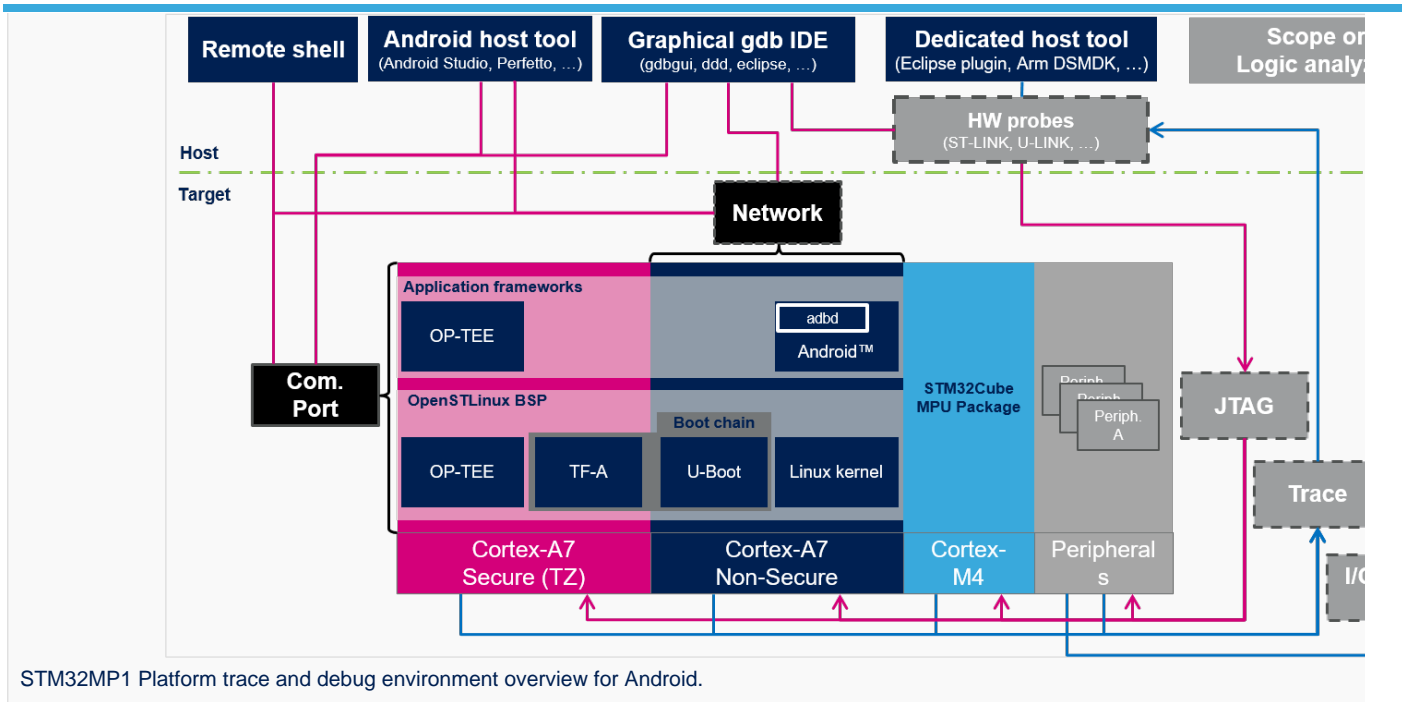 Remote shell
Android host tool
(Android Studio, Perfetto, …)
Graphical gdb IDE
(gdbgui, ddd, eclipse, …)
Dedicated host tool
(Eclipse plugin, Arm DSMDK, …)
Scope or
Logic analyz
HW probes
(ST-LINK, U-LINK, …)
Host
Target
Network
Application frameworks
OP-TEE
adbd
Android™
Com.
Port
OpenSTLinux BSP
Boot chain
OP-TEE
TF-A
U-Boot
Linux kernel
STM32Cube
MPU Package
Periph.
Periph.
Periph.
A
JTAG
Trace
I/O
Cortex-A7
Secure (TZ)
Cortex-A7
Non-Secure
Cortex-
M4
Peripheral
s
STM32MP1 Platform trace and debug environment overview for Android.